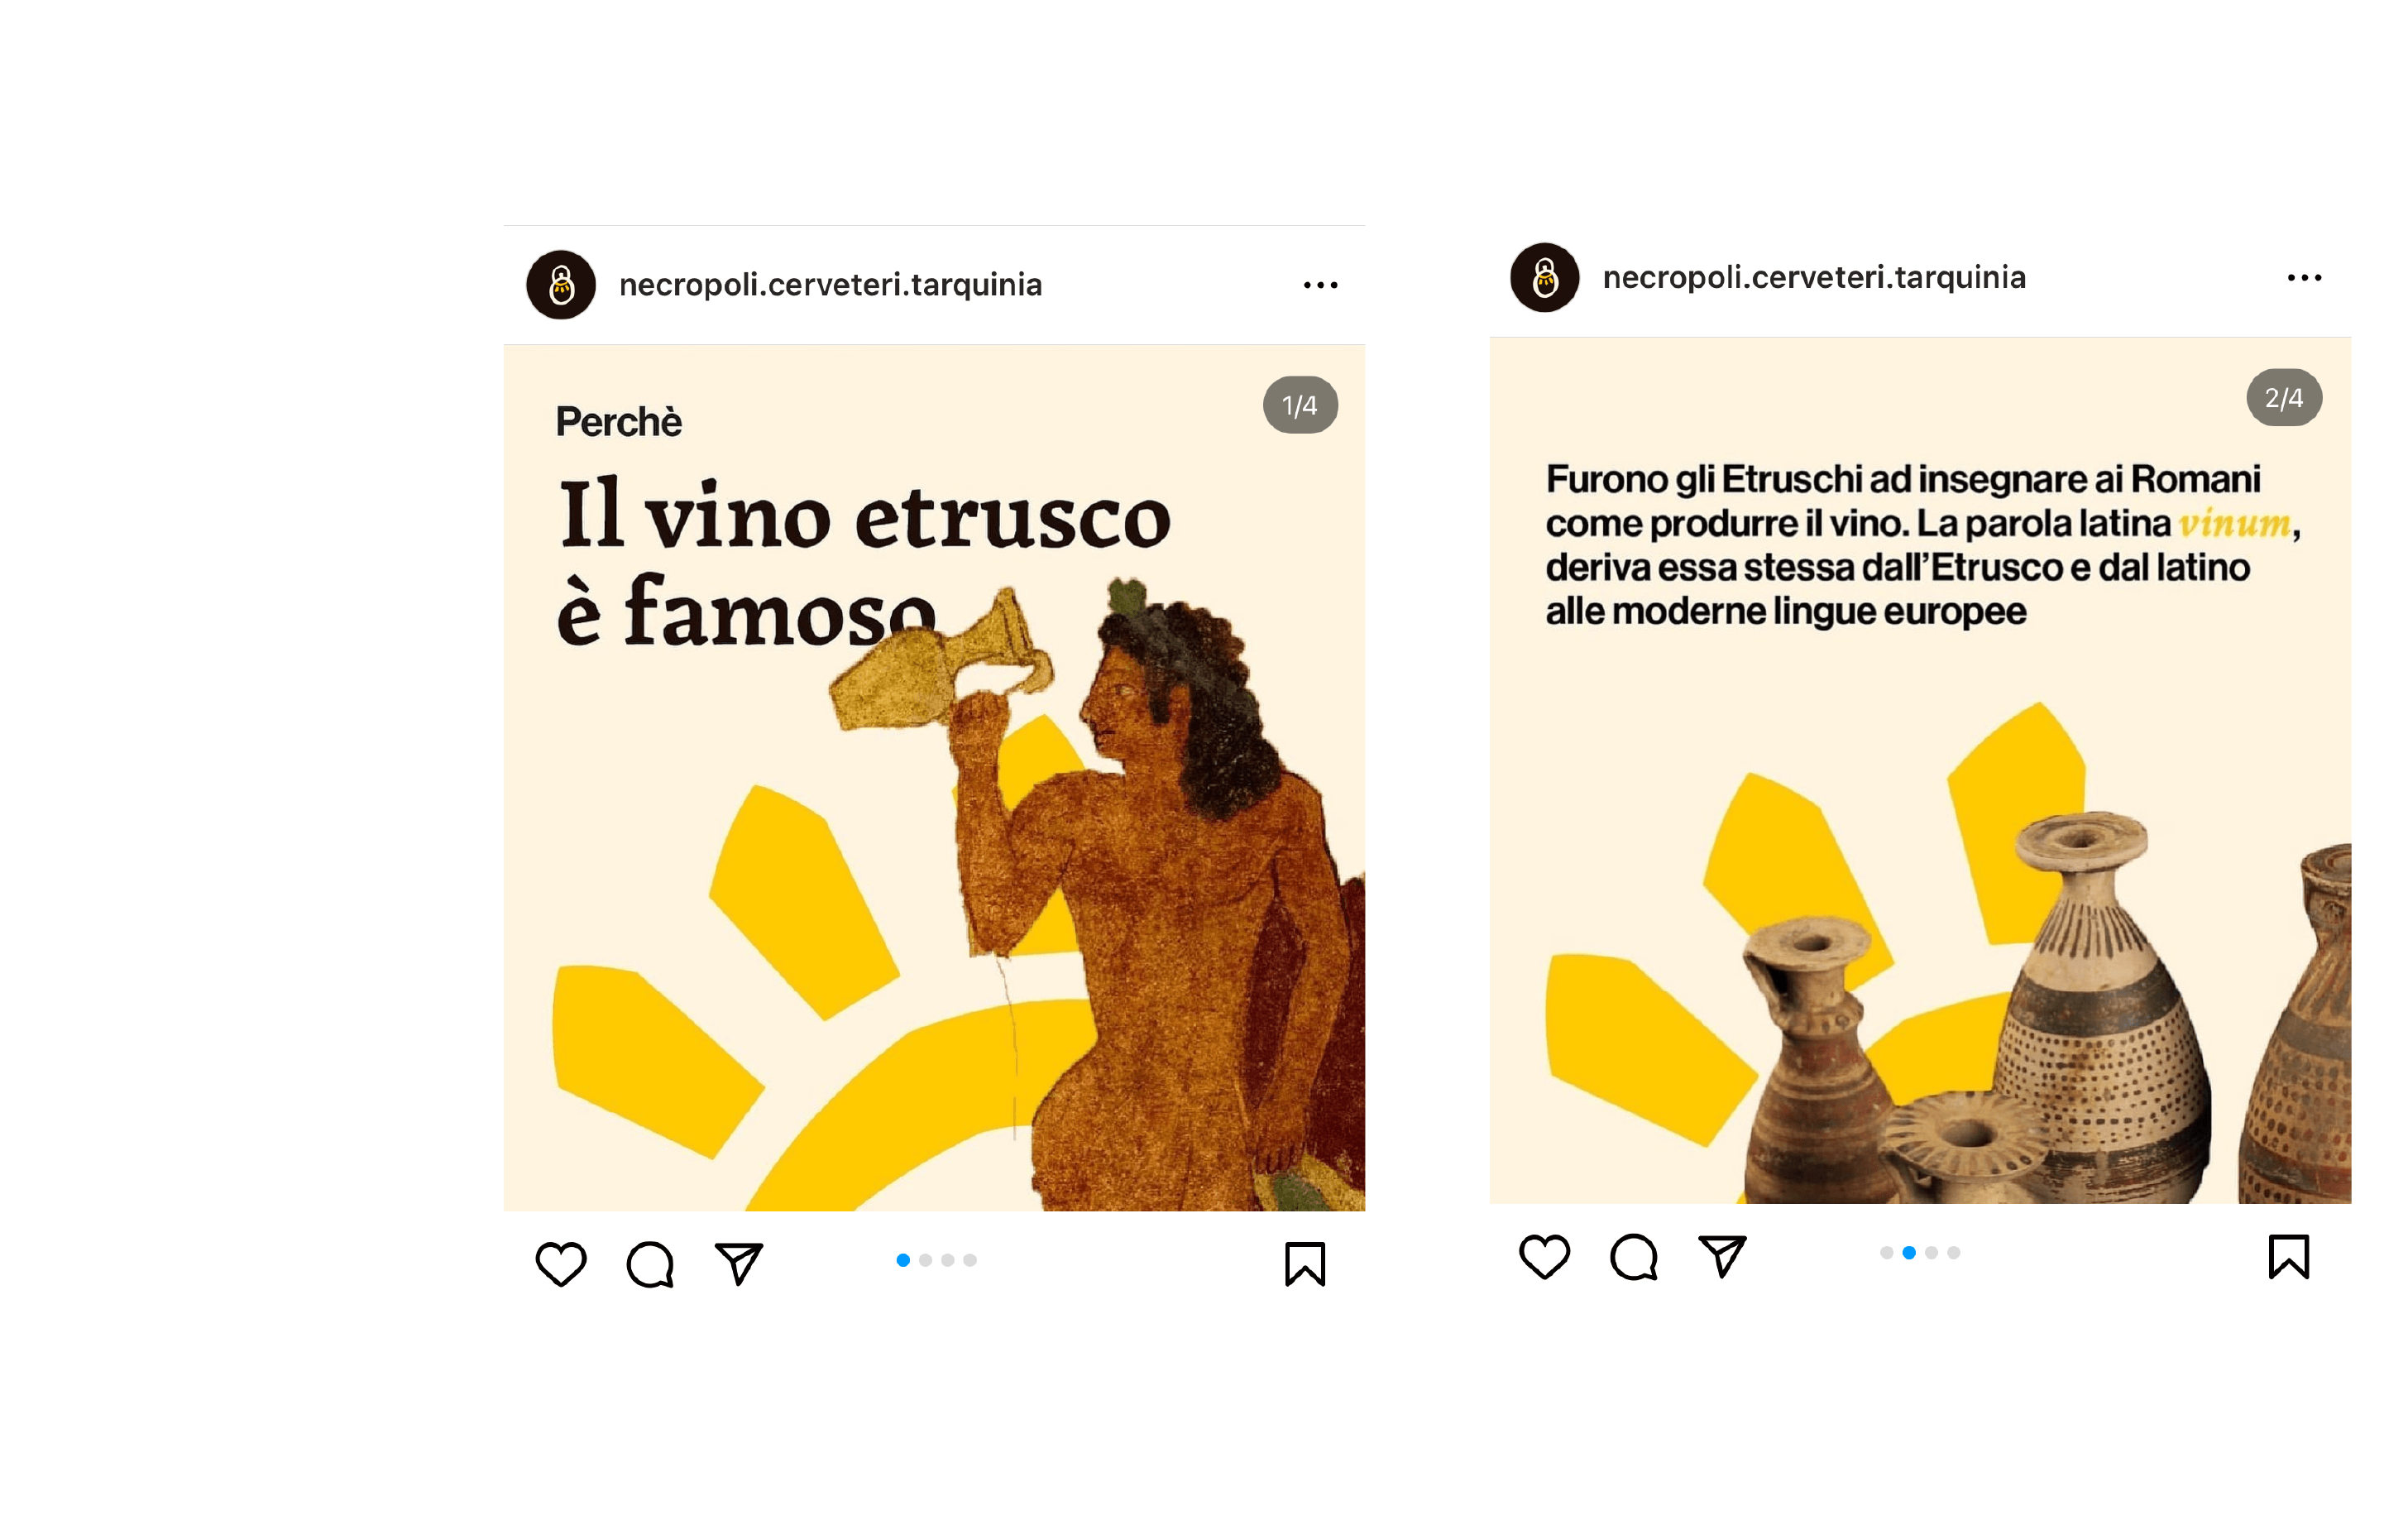 necropoli.cerveteri.tarquinia
1/4
Perchè
Il vino etrusco
è famoso
necropoli.cerveteri.tarquinia
2/4
Furono gli Etruschi ad insegnare ai Romani
come produrre il vino. La parola latina vinum,
deriva essa stessa dall’Etrusco e dal latino
alle moderne lingue europee